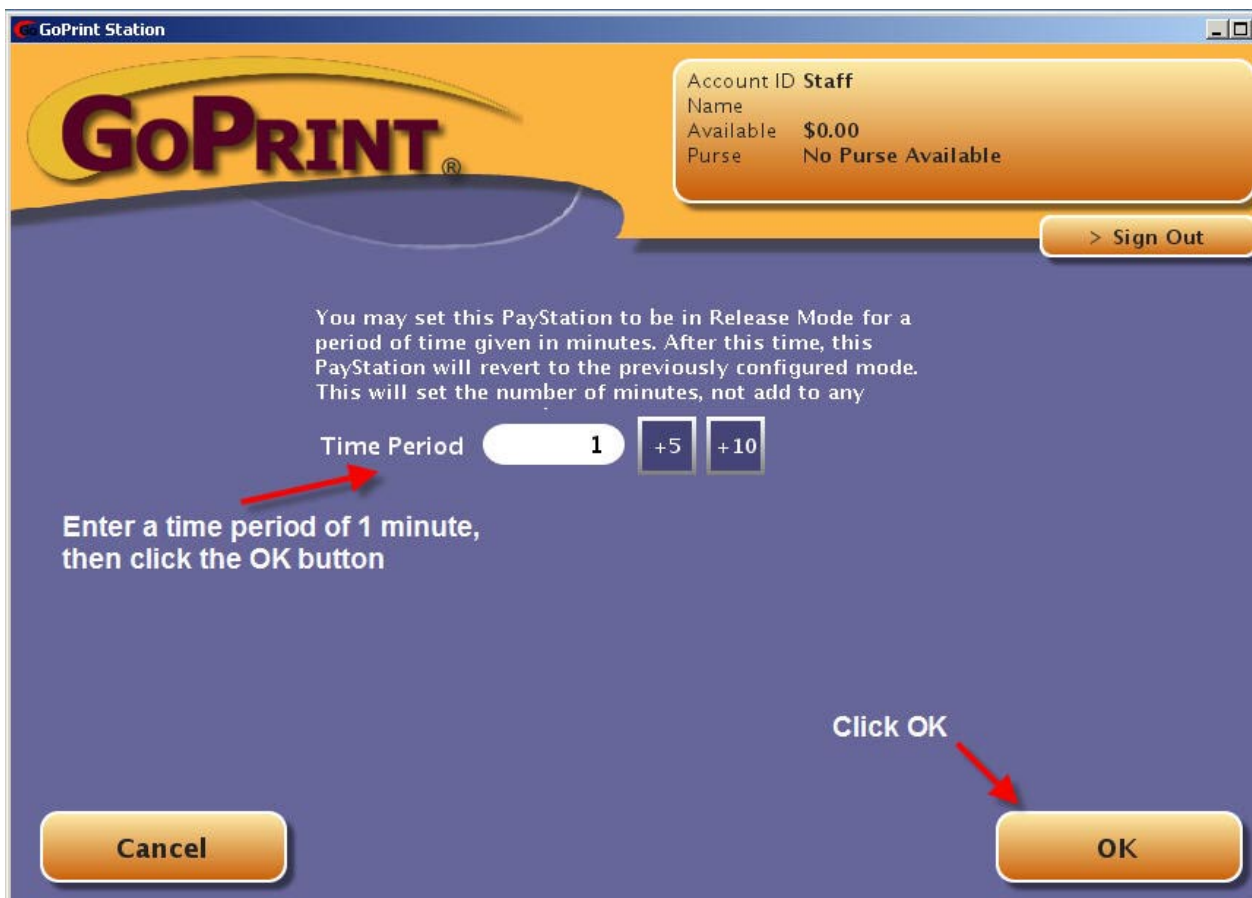 GoPrint Station
GOPRINT®
Account ID Staff
Name
Available $0.00
Purse No Purse Available
> Sign Out
You may set this PayStation to be in Release Mode for a
period of time given in minutes. After this time, this
PayStation will revert to the previously configured mode.
This will set the number of minutes, not add to any
Time Period 1 +5 +10
Enter a time period of 1 minute,
then click the OK button
Click OK
Cancel
OK